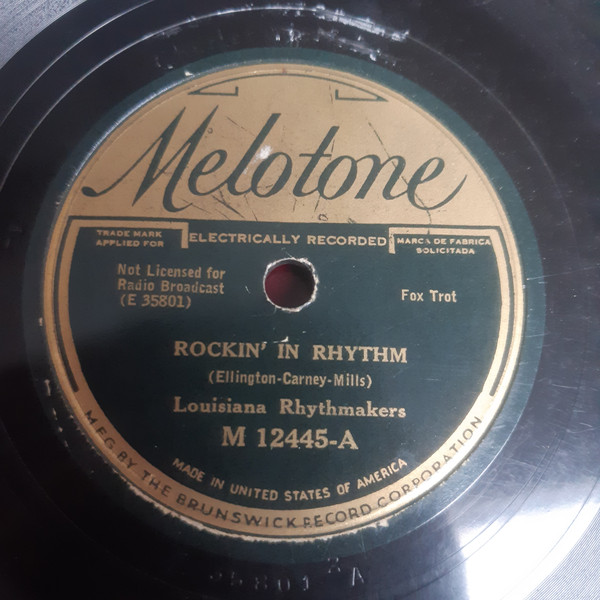 Melotone
TRADE MARK
APPLIED FOR
ELECTRICALLY RECORDED
MARCA DE FABRICA
SOLICITADA
Not Licensed for
Radio Broadcast
(E 35801)
Fox Trot
ROCKIN' IN RHYTHM
(Ellington-Carney-Mills)
Louisiana Rhythmakers
M 12445-A
MADE IN UNITED STATES OF AMERICA
MFG BY THE BRUNSWICK RECORD CORPORATION